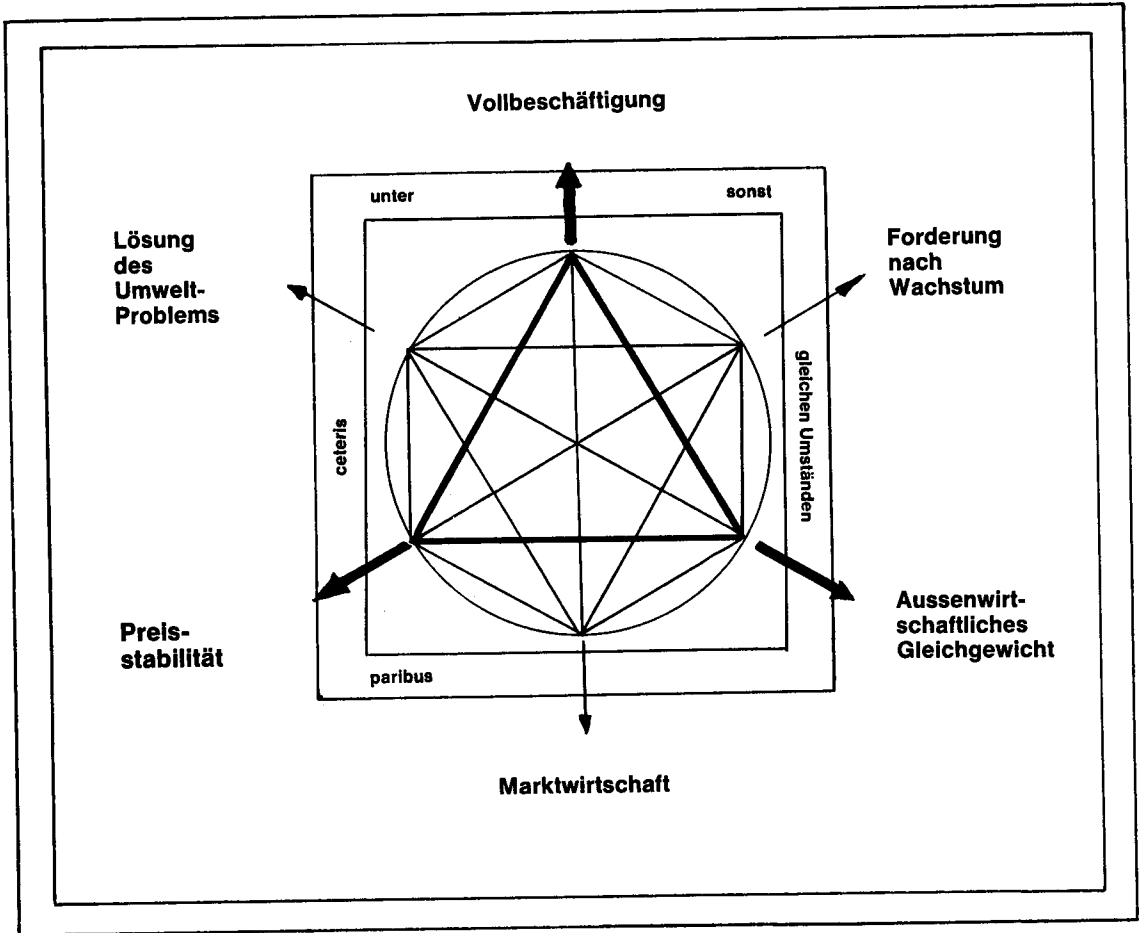 Vollbeschäftigung
unter
sonst
Lösung
des
Umwelt-
Problems
Forderung
nach
Wachstum
gleichen Umständen
ceteris
Preis-
stabilität
Aussenwirt-
schaftliches
Gleichgewicht
paribus
Marktwirtschaft